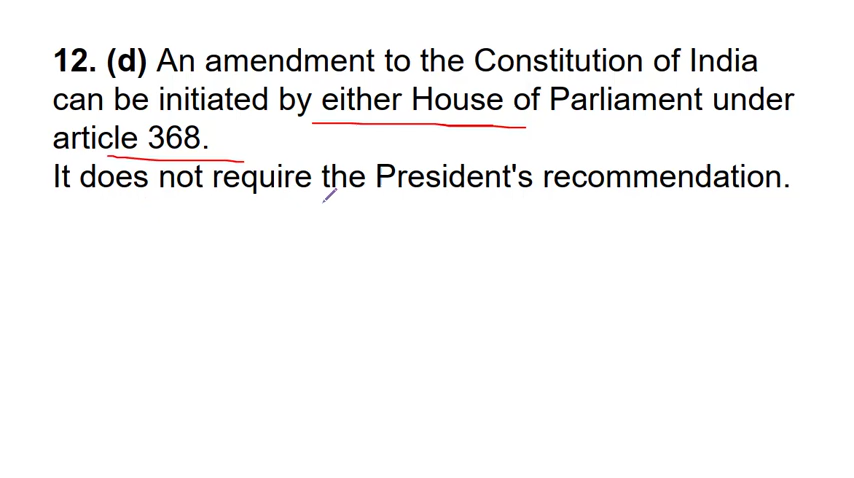 12. (d) An amendment to the Constitution of India
can be initiated by either House of Parliament under
article 368.
It does not require the President's recommendation.